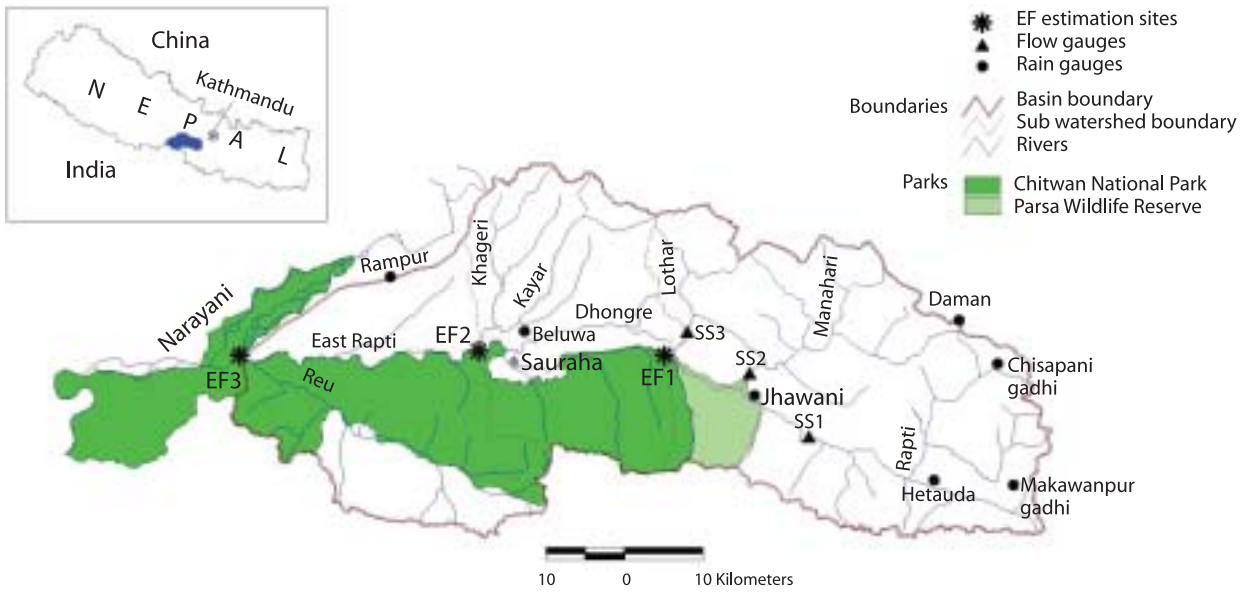 China
Kathmandu
N E P A L
India
EF estimation sites
Flow gauges
Rain gauges
Boundaries
Basin boundary
Sub watershed boundary
Rivers
Parks
Chitwan National Park
Parsa Wildlife Reserve
Narayani
Rampur
Khageri
Kayar
Lothar
Manahari
Daman
Dhongre
Beluwa
East Rapti
EF2
Sauraha
SS3
SS2
EF1
EF3
Reu
Jhawani
SS1
Chisapani
gadhi
Rapti
Hetauda
Makawanpur
gadhi
10 0 10 Kilometers